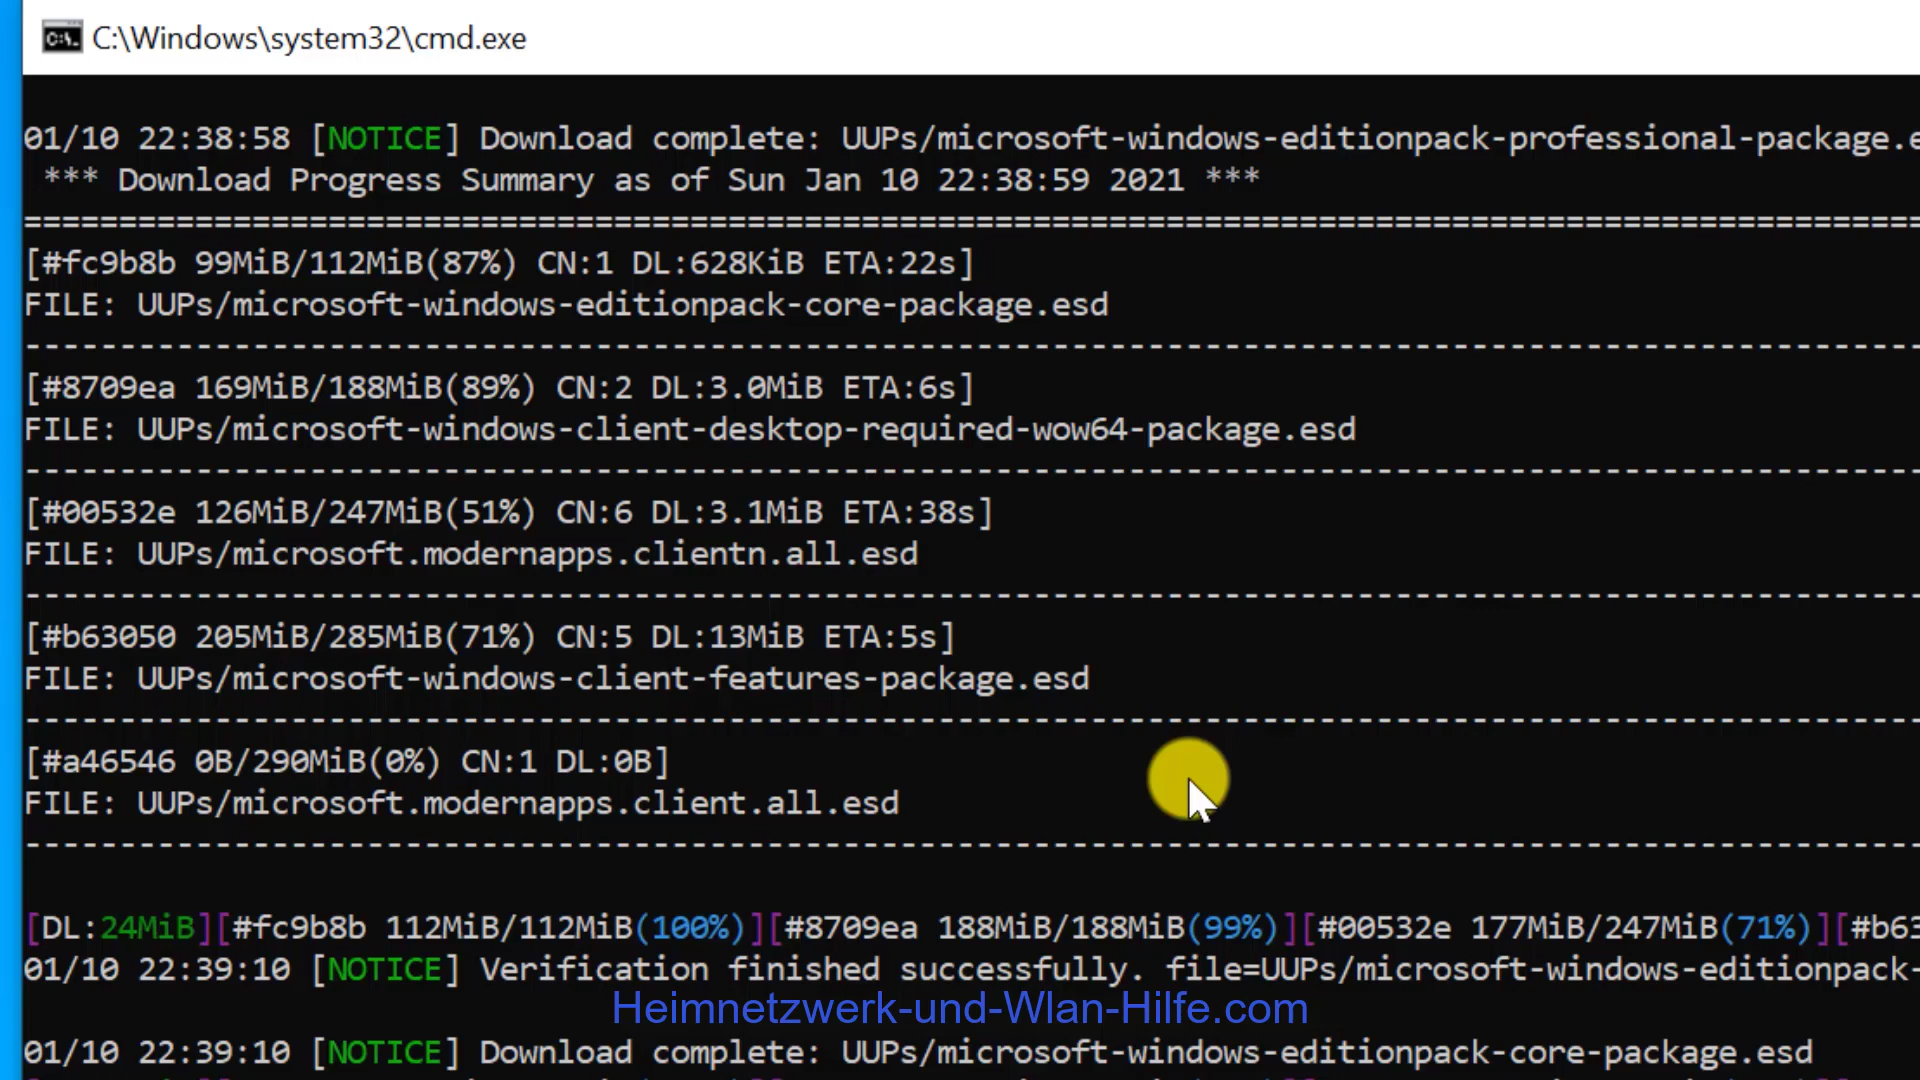 C:\Windows\system32\cmd.exe
01/10 22:38:58 [NOTICE] Download complete: UUPs/microsoft-windows-editionpack-professional-package.e
*** Download Progress Summary as of Sun Jan 10 22:38:59 2021 ***
====================================================================================================
[#fc9b8b 99MiB/112MiB(87%) CN:1 DL:628KiB ETA:22s]
FILE: UUPs/microsoft-windows-editionpack-core-package.esd
----------------------------------------------------------------------------------------------------
[#8709ea 169MiB/188MiB(89%) CN:2 DL:3.0MiB ETA:6s]
FILE: UUPs/microsoft-windows-client-desktop-required-wow64-package.esd
----------------------------------------------------------------------------------------------------
[#00532e 126MiB/247MiB(51%) CN:6 DL:3.1MiB ETA:38s]
FILE: UUPs/microsoft.modernapps.clientn.all.esd
----------------------------------------------------------------------------------------------------
[#b63050 205MiB/285MiB(71%) CN:5 DL:13MiB ETA:5s]
FILE: UUPs/microsoft-windows-client-features-package.esd
----------------------------------------------------------------------------------------------------
[#a46546 0B/290MiB(0%) CN:1 DL:0B]
FILE: UUPs/microsoft.modernapps.client.all.esd
----------------------------------------------------------------------------------------------------
[DL:24MiB][#fc9b8b 112MiB/112MiB(100%)][#8709ea 188MiB/188MiB(99%)][#00532e 177MiB/247MiB(71%)][#b63
01/10 22:39:10 [NOTICE] Verification finished successfully. file=UUPs/microsoft-windows-editionpack-
Heimnetzwerk-und-Wlan-Hilfe.com
01/10 22:39:10 [NOTICE] Download complete: UUPs/microsoft-windows-editionpack-core-package.esd